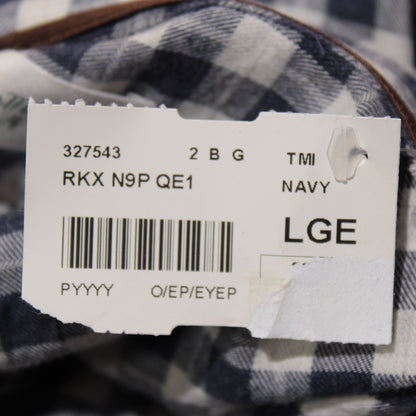 327543 2 B G TMI
RKX N9P QE1 NAVY
LGE
PYYYY O/EP/EYEP